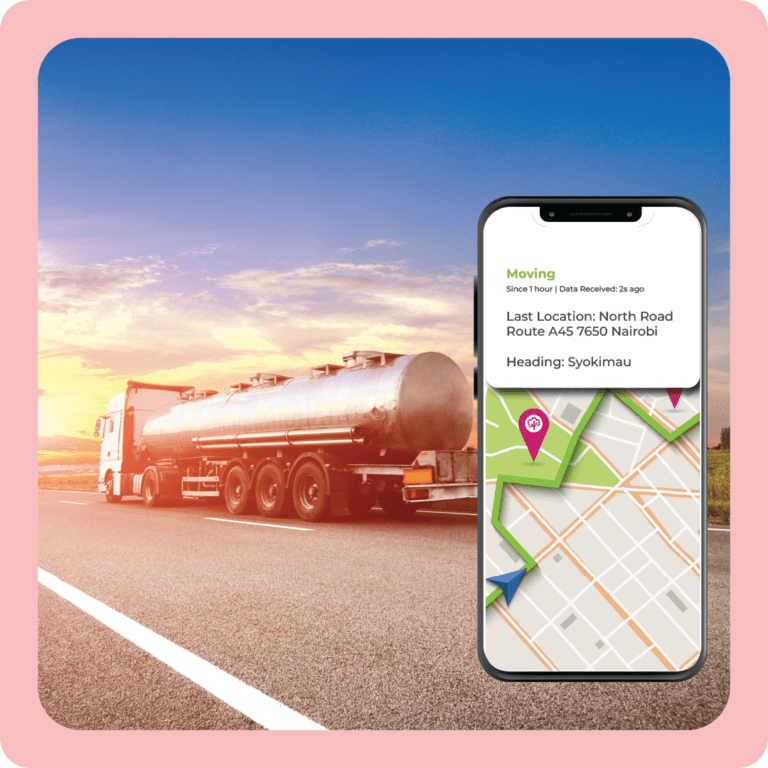 Moving
Since 1 hour | Data Received: 2s ago
Last Location: North Road
Route A45 7650 Nairobi
Heading: Syokimau